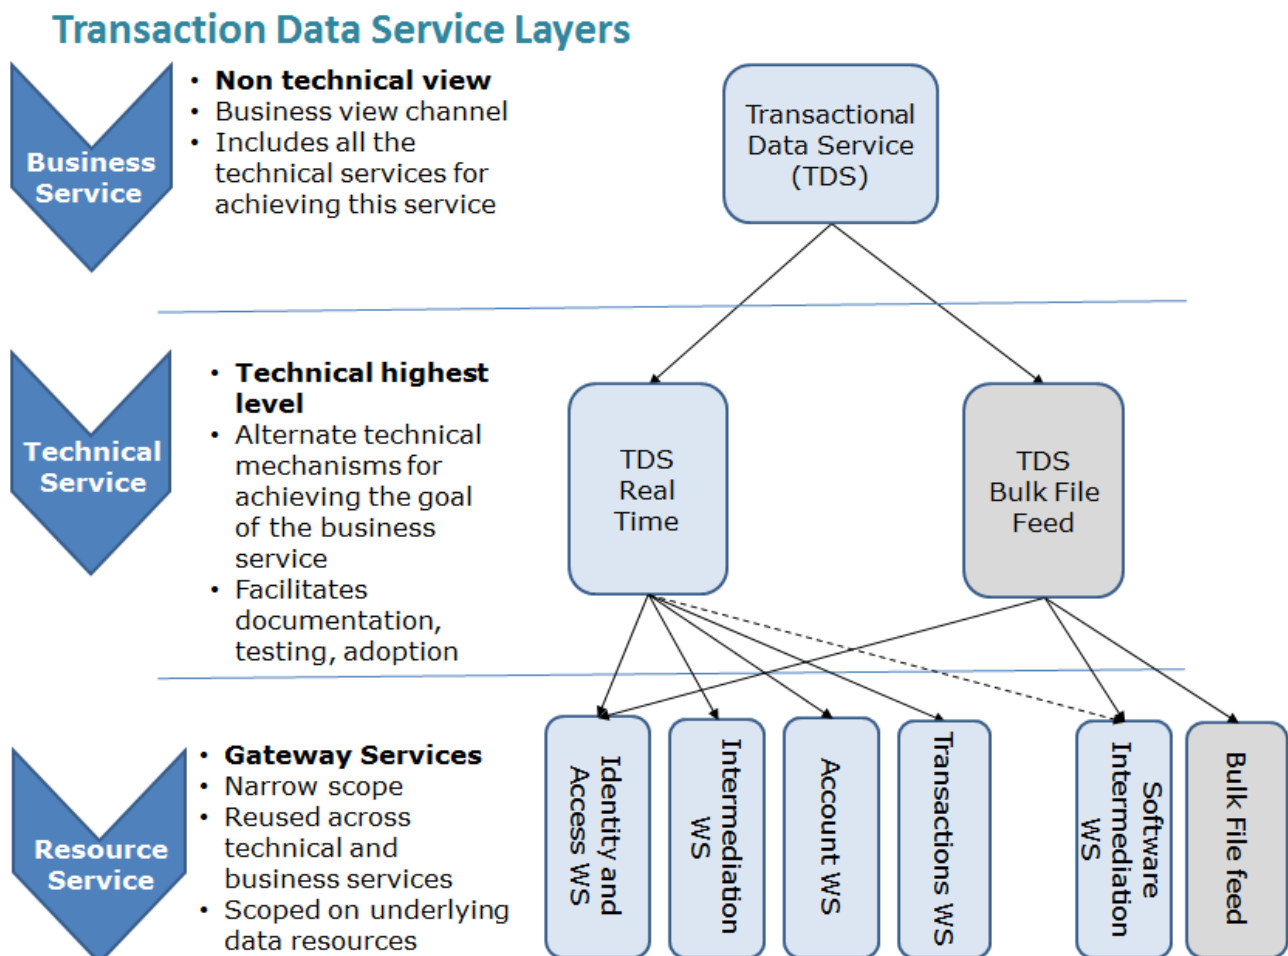 Transaction Data Service Layers
Business
Service
• Non technical view
• Business view channel
• Includes all the
technical services for
achieving this service
Transactional
Data Service
(TDS)
Technical
Service
• Technical highest
level
• Alternate technical
mechanisms for
achieving the goal
of the business
service
• Facilitates
documentation,
testing, adoption
TDS
Real
Time
TDS
Bulk File
Feed
Resource
Service
• Gateway Services
• Narrow scope
• Reused across
technical and
business services
• Scoped on underlying
data resources
Identity and
Access WS
Intermediation
WS
Account WS
Transactions WS
Software
Intermediation
WS
Bulk File feed